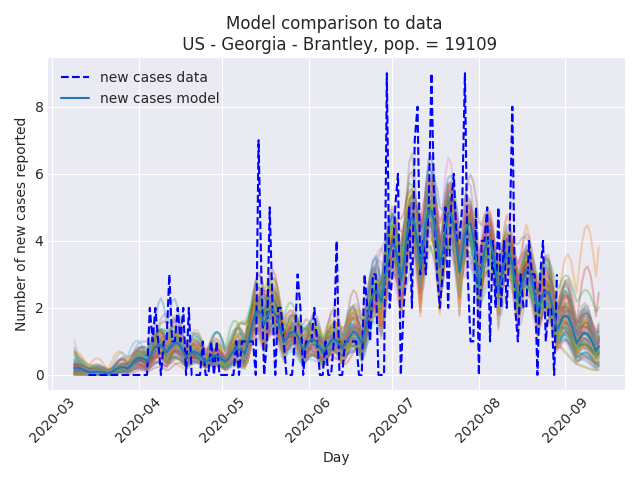 Model comparison to data
US - Georgia - Brantley, pop. = 19109
new cases data
new cases model
Number of new cases reported
8
6
4
2
0
2020-03
2020-04
2020-05
2020-06
2020-07
2020-08
2020-09
Day